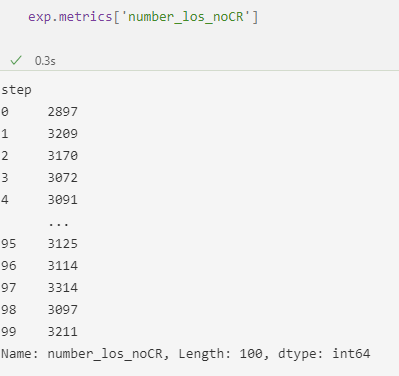 exp.metrics['number_los_noCR']
0.3s
step
0 2897
1 3209
2 3170
3 3072
4 3091
...
95 3125
96 3114
97 3314
98 3097
99 3211
Name: number_los_noCR, Length: 100, dtype: int64